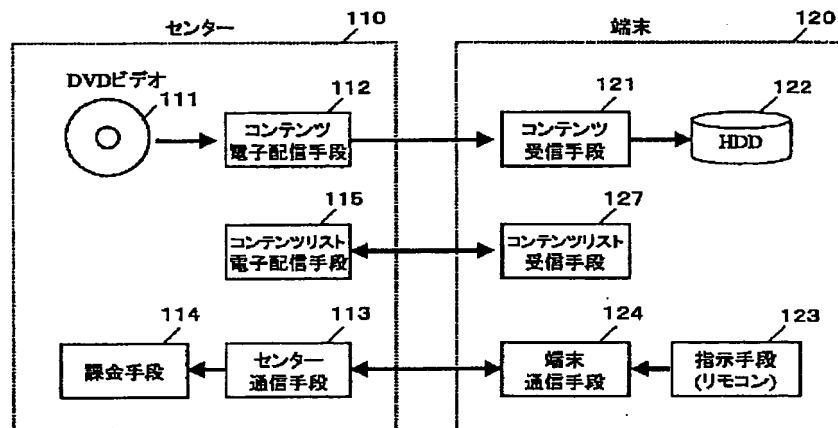 センター
110
端末
120
DVDビデオ
111
112
コンテンツ
電子配信手段
121
コンテンツ
受信手段
122
HDD
115
コンテンツリスト
電子配信手段
127
コンテンツリスト
受信手段
114
課金手段
113
センター
通信手段
124
端末
通信手段
123
指示手段
(リモコン)